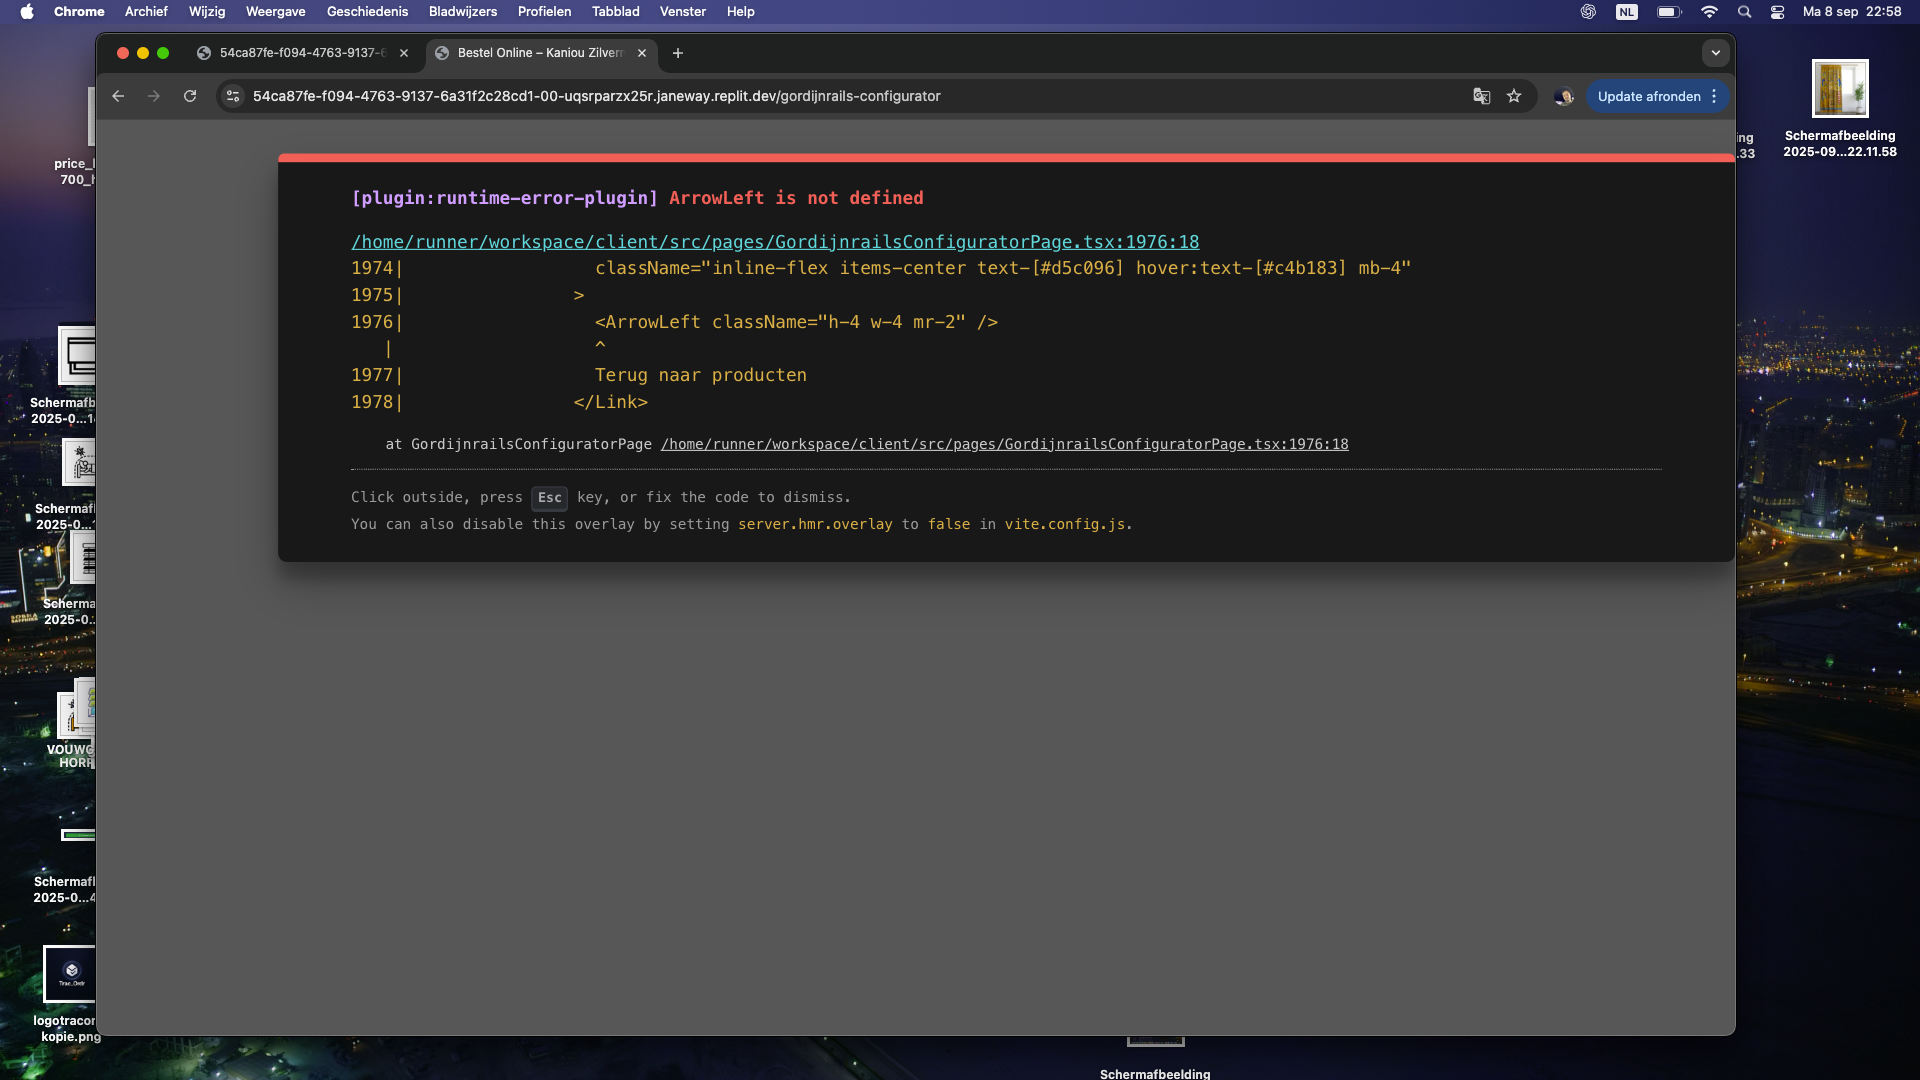 Chrome Archief Wijzig Weergave Geschiedenis Bladwijzers Profielen Tabblad Venster Help NL Ma 8 sep 22:58
54ca87fe-f094-4763-9137-6
Bestel Online – Kaniou Zilvern
54ca87fe-f094-4763-9137-6a31f2c28cd1-00-uqsrparzx25r.janeway.replit.dev/gordijnrails-configurator
Update afronden
[plugin:runtime-error-plugin] ArrowLeft is not defined
/home/runner/workspace/client/src/pages/GordijnrailsConfiguratorPage.tsx:1976:18
1974| className="inline-flex items-center text-[#d5c096] hover:text-[#c4b183] mb-4"
1975| >
1976| <ArrowLeft className="h-4 w-4 mr-2" />
| ^
1977| Terug naar producten
1978| </Link>
at GordijnrailsConfiguratorPage /home/runner/workspace/client/src/pages/GordijnrailsConfiguratorPage.tsx:1976:18
Click outside, press Esc key, or fix the code to dismiss.
You can also disable this overlay by setting server.hmr.overlay to false in vite.config.js.
price_
700_
Schermafb
2025-0...1
Scherma
2025-0...
Scherma
2025-0..
VOUWG
HORR
Schermaf
2025-0...4
logotracor
kopie.png
ing
.33
Schermafbeelding
2025-09...22.11.58
Schermafbeelding